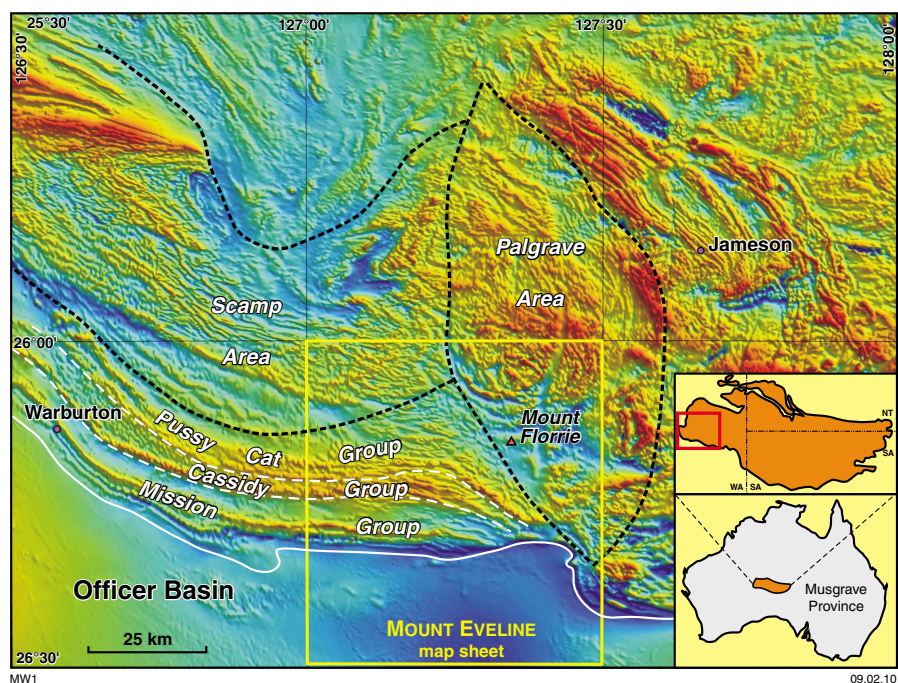 25°30'
127°00'
127°30'
126°30'
128°00'
Palgrave
Area
Jameson
Scamp
Area
26°00'
Warburton
Pussy
Cat
Group
Cassidy
Group
Mission
Group
Mount
Florrie
Officer Basin
25 km
MOUNT EVELINE
map sheet
26°30'
NT
SA
WA
SA
Musgrave
Province
MW1
09.02.10